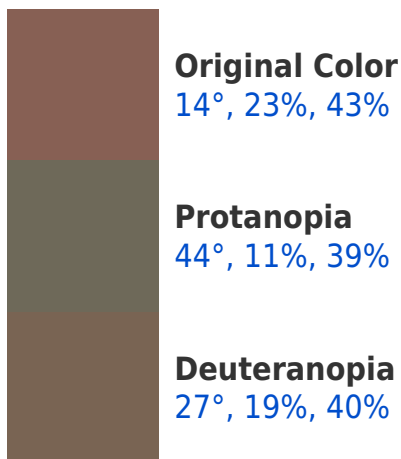 Original Color
14°, 23%, 43%
Protanopia
44°, 11%, 39%
Deuteranopia
27°, 19%, 40%